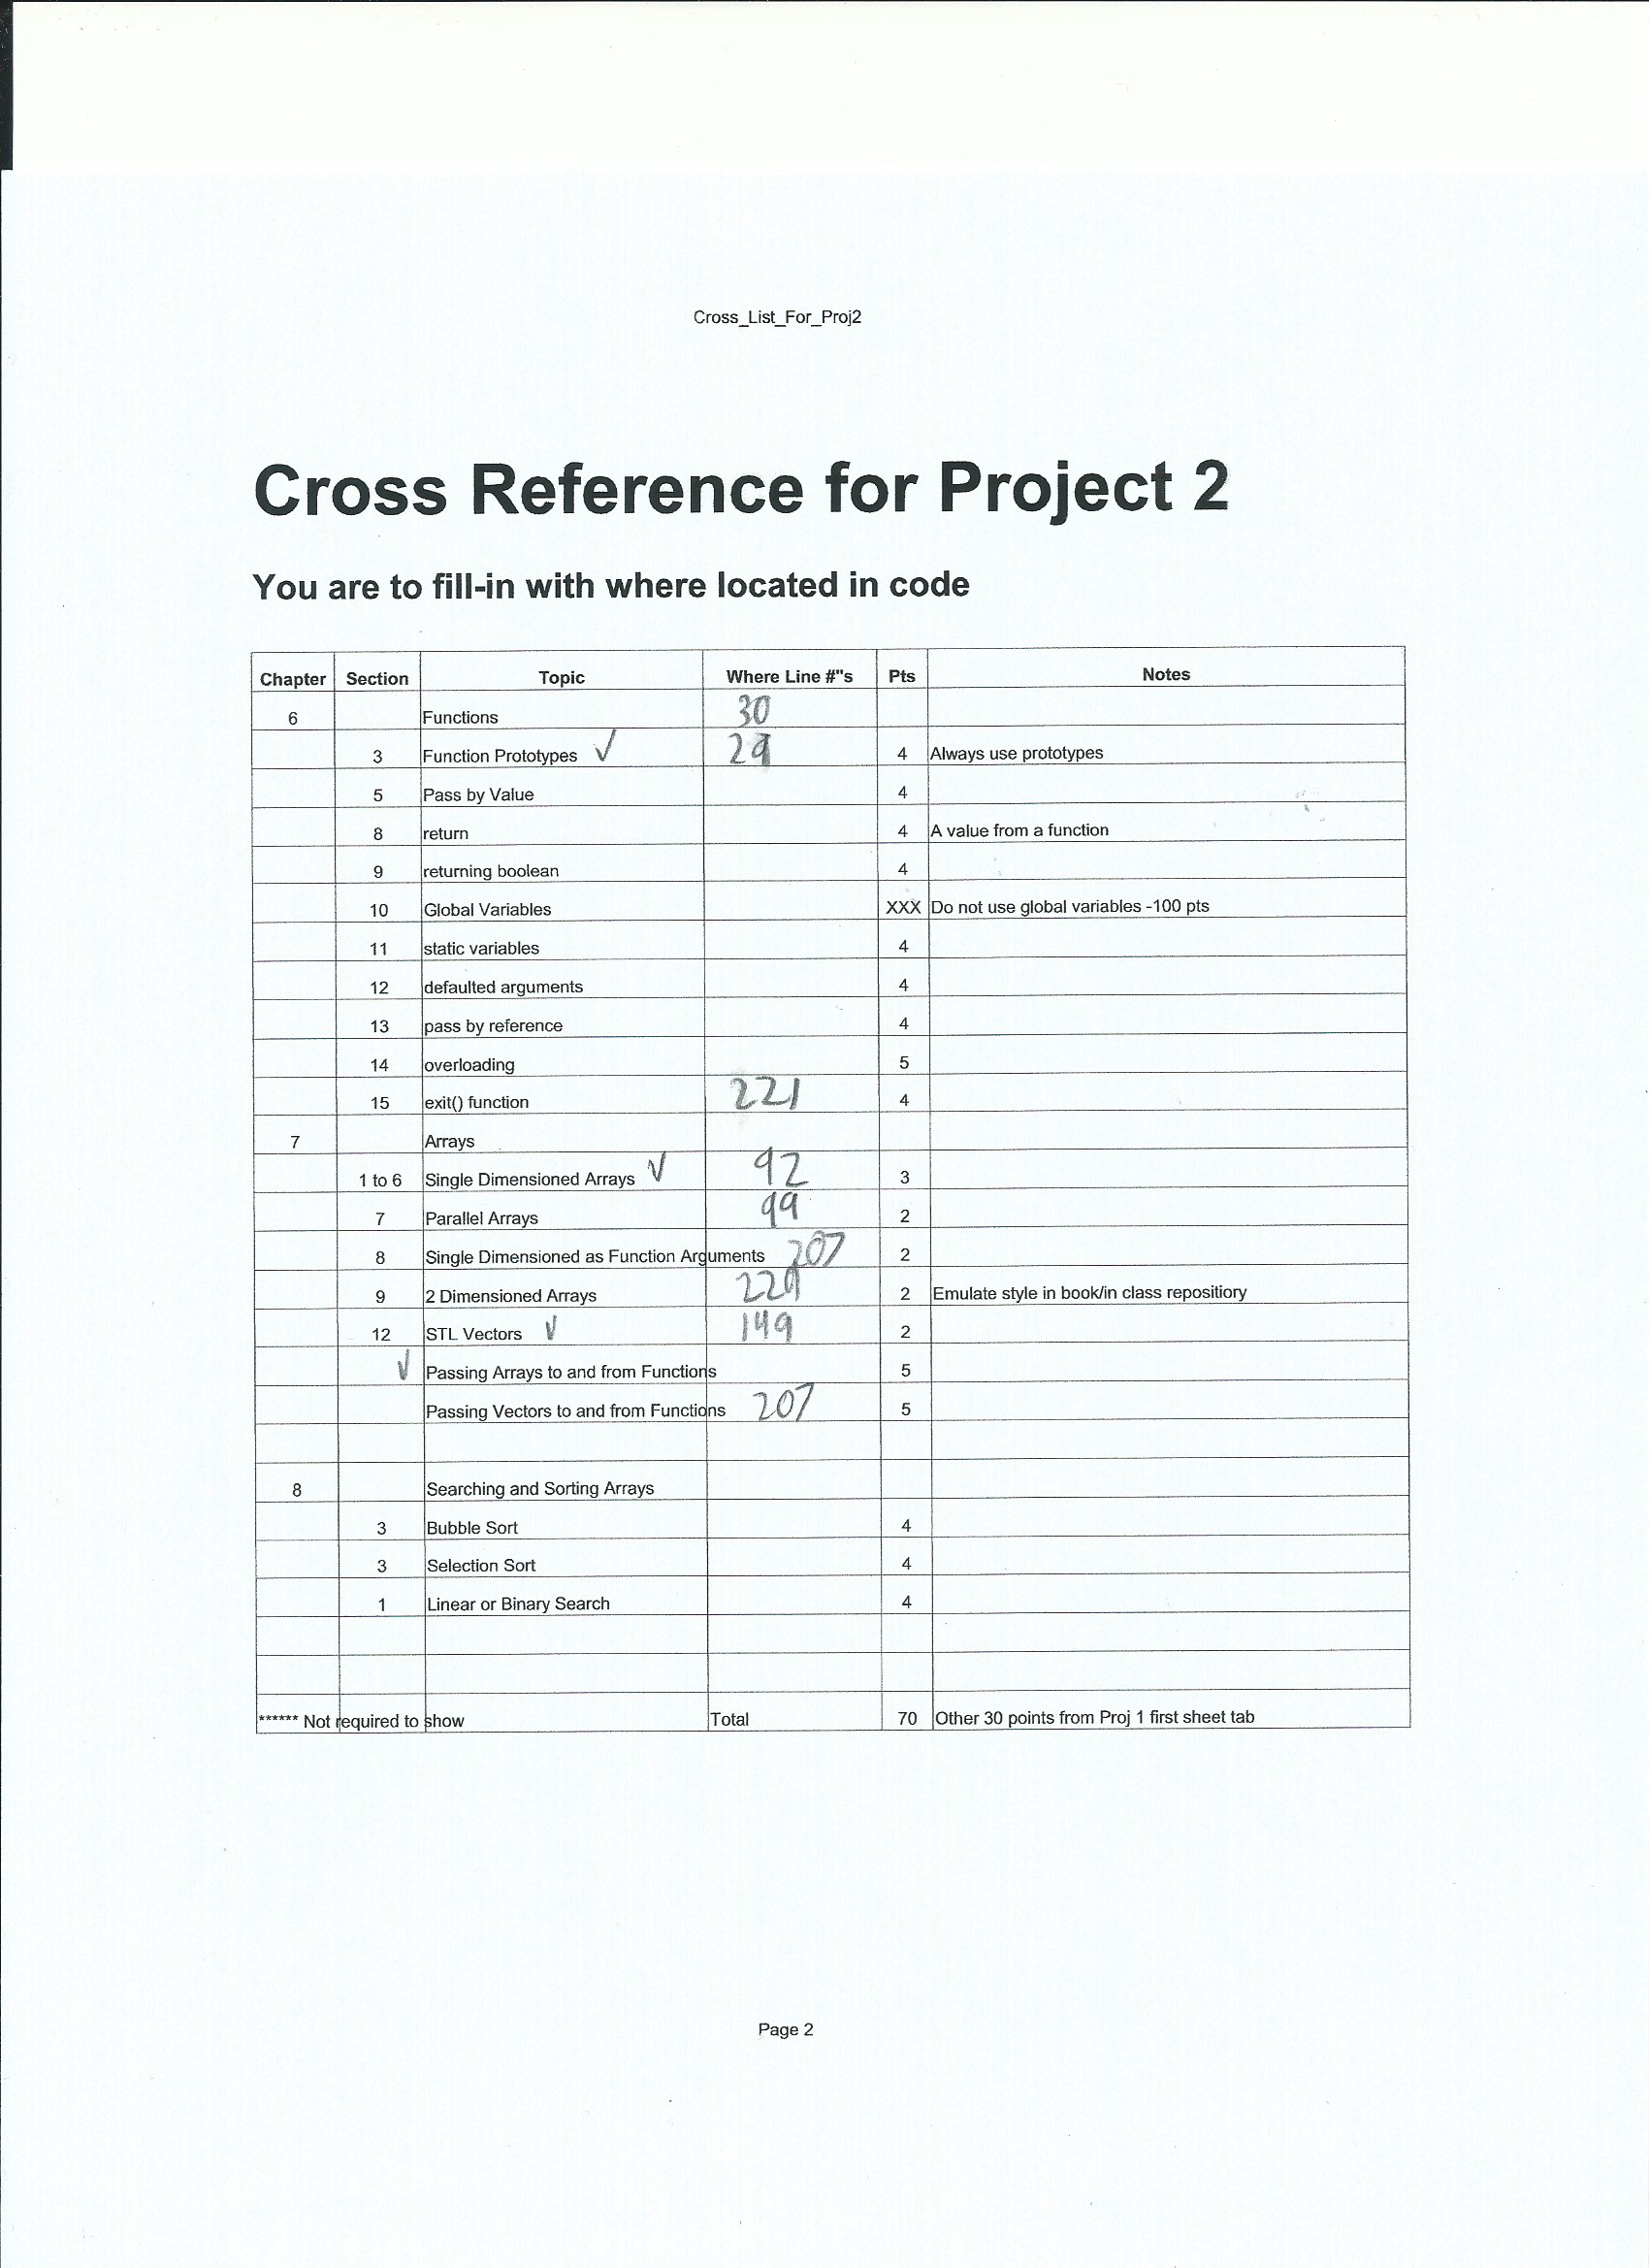 Cross_List_For_Proj2
Cross Reference for Project 2
You are to fill-in with where located in code
Chapter Section Topic Where Line #"s Pts Notes
6 Functions 30
3 Function Prototypes ✓ 29 4 Always use prototypes
5 Pass by Value 4
8 return 4 A value from a function
9 returning boolean 4
10 Global Variables XXX Do not use global variables -100 pts
11 static variables 4
12 defaulted arguments 4
13 pass by reference 4
14 overloading 5
15 exit() function 221 4
7 Arrays
1 to 6 Single Dimensioned Arrays ✓ 92 3
7 Parallel Arrays 99 2
8 Single Dimensioned as Function Arguments 207 2
9 2 Dimensioned Arrays 229 2 Emulate style in book/in class repositiory
12 STL Vectors ✓ 149 2
✓ Passing Arrays to and from Functions 5
Passing Vectors to and from Functions 207 5
8 Searching and Sorting Arrays
3 Bubble Sort 4
3 Selection Sort 4
1 Linear or Binary Search 4
****** Not required to show Total 70 Other 30 points from Proj 1 first sheet tab
Page 2